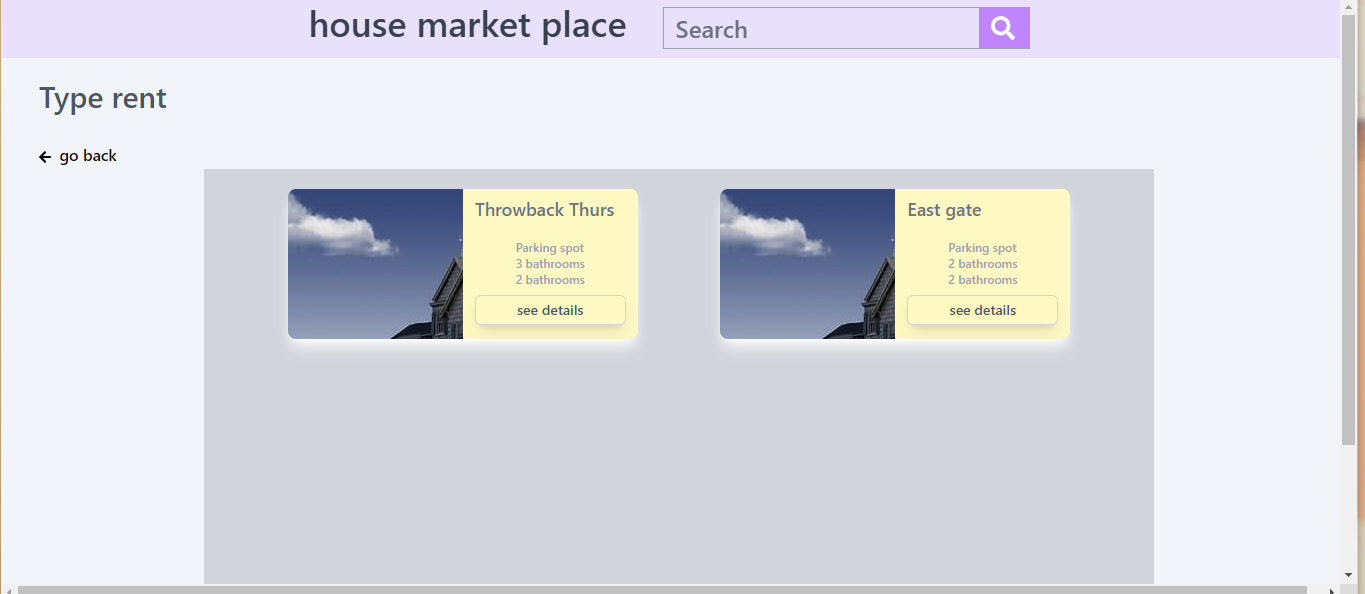 house market place
Search
Type rent
go back
Throwback Thurs
Parking spot
3 bathrooms
2 bathrooms
see details
East gate
Parking spot
2 bathrooms
2 bathrooms
see details